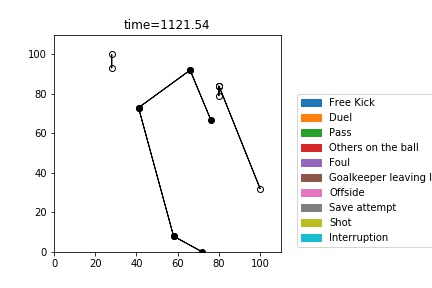 time=1121.54
100
80
60
40
20
0
0 20 40 60 80 100
Free Kick
Duel
Pass
Others on the ball
Foul
Goalkeeper leaving
Offside
Save attempt
Shot
Interruption